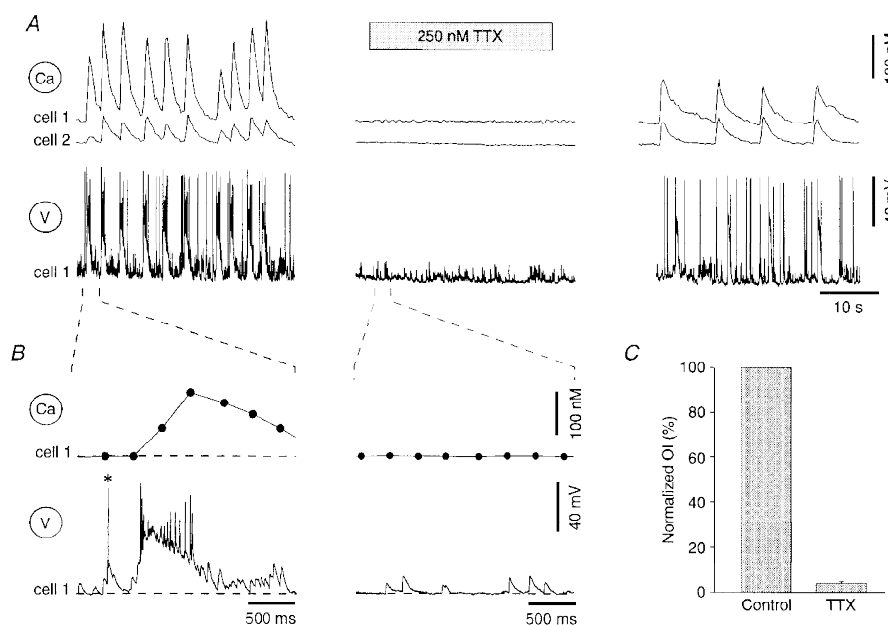 A
250 nM TTX
Ca
cell 1
cell 2
V
cell 1
10 s
B
C
Ca
100 nM
cell 1
*
V
40 mV
cell 1
500 ms
500 ms
Normalized OI (%)
100
80
60
40
20
0
Control
TTX